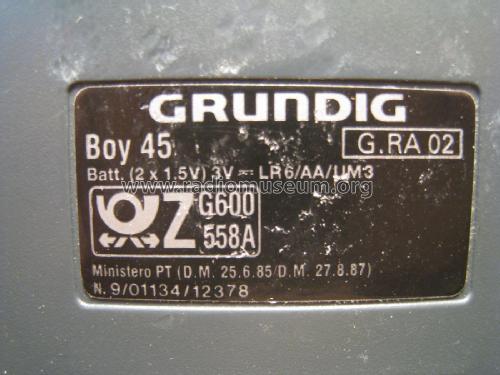 GRUNDIG
Boy 45 G.RA 02
Batt. (2 x 1.5V) 3V ⎓ LR6/AA/UM3
www.radiomuseum.org
Z G600
558A
Ministero PT (D.M. 25.6.85/D.M. 27.8.87)
N. 9/01134/12378